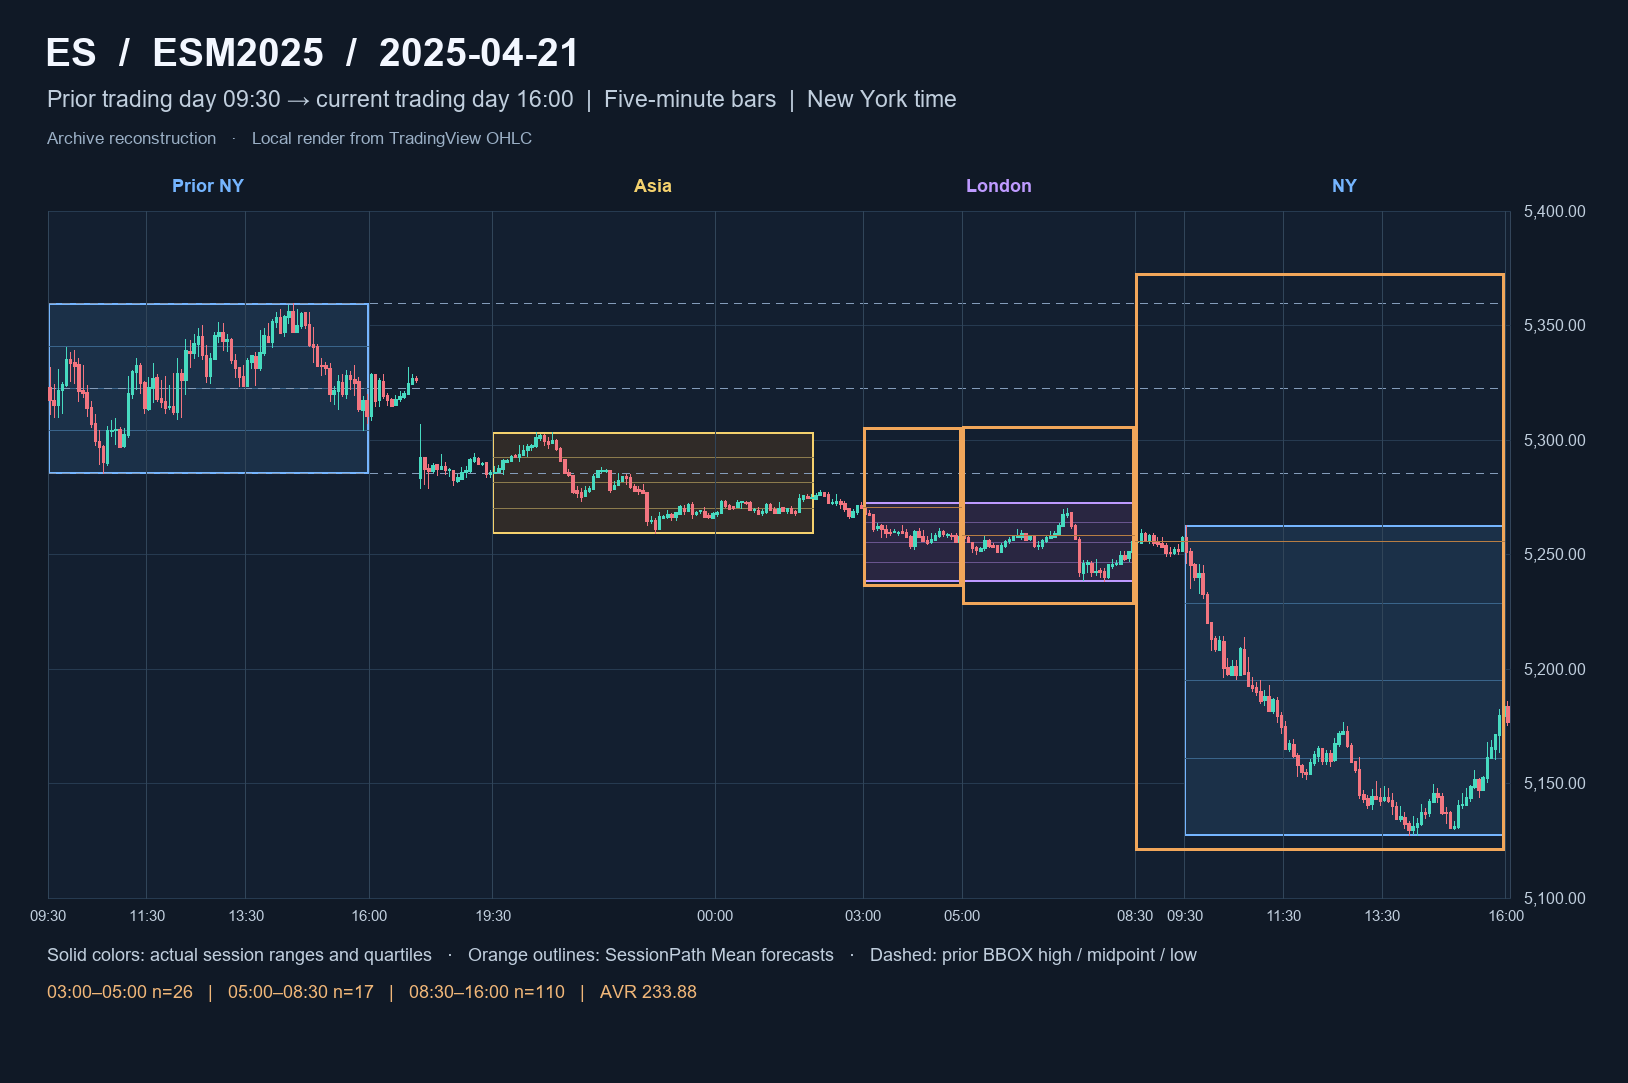 ES / ESM2025 / 2025-04-21
Prior trading day 09:30 → current trading day 16:00 | Five-minute bars | New York time
Archive reconstruction · Local render from TradingView OHLC
Prior NY Asia London NY
5,400.00
5,350.00
5,300.00
5,250.00
5,200.00
5,150.00
5,100.00
09:30 11:30 13:30 16:00 19:30 00:00 03:00 05:00 08:30 09:30 11:30 13:30 16:00
Solid colors: actual session ranges and quartiles · Orange outlines: SessionPath Mean forecasts · Dashed: prior BBOX high / midpoint / low
03:00–05:00 n=26 | 05:00–08:30 n=17 | 08:30–16:00 n=110 | AVR 233.88